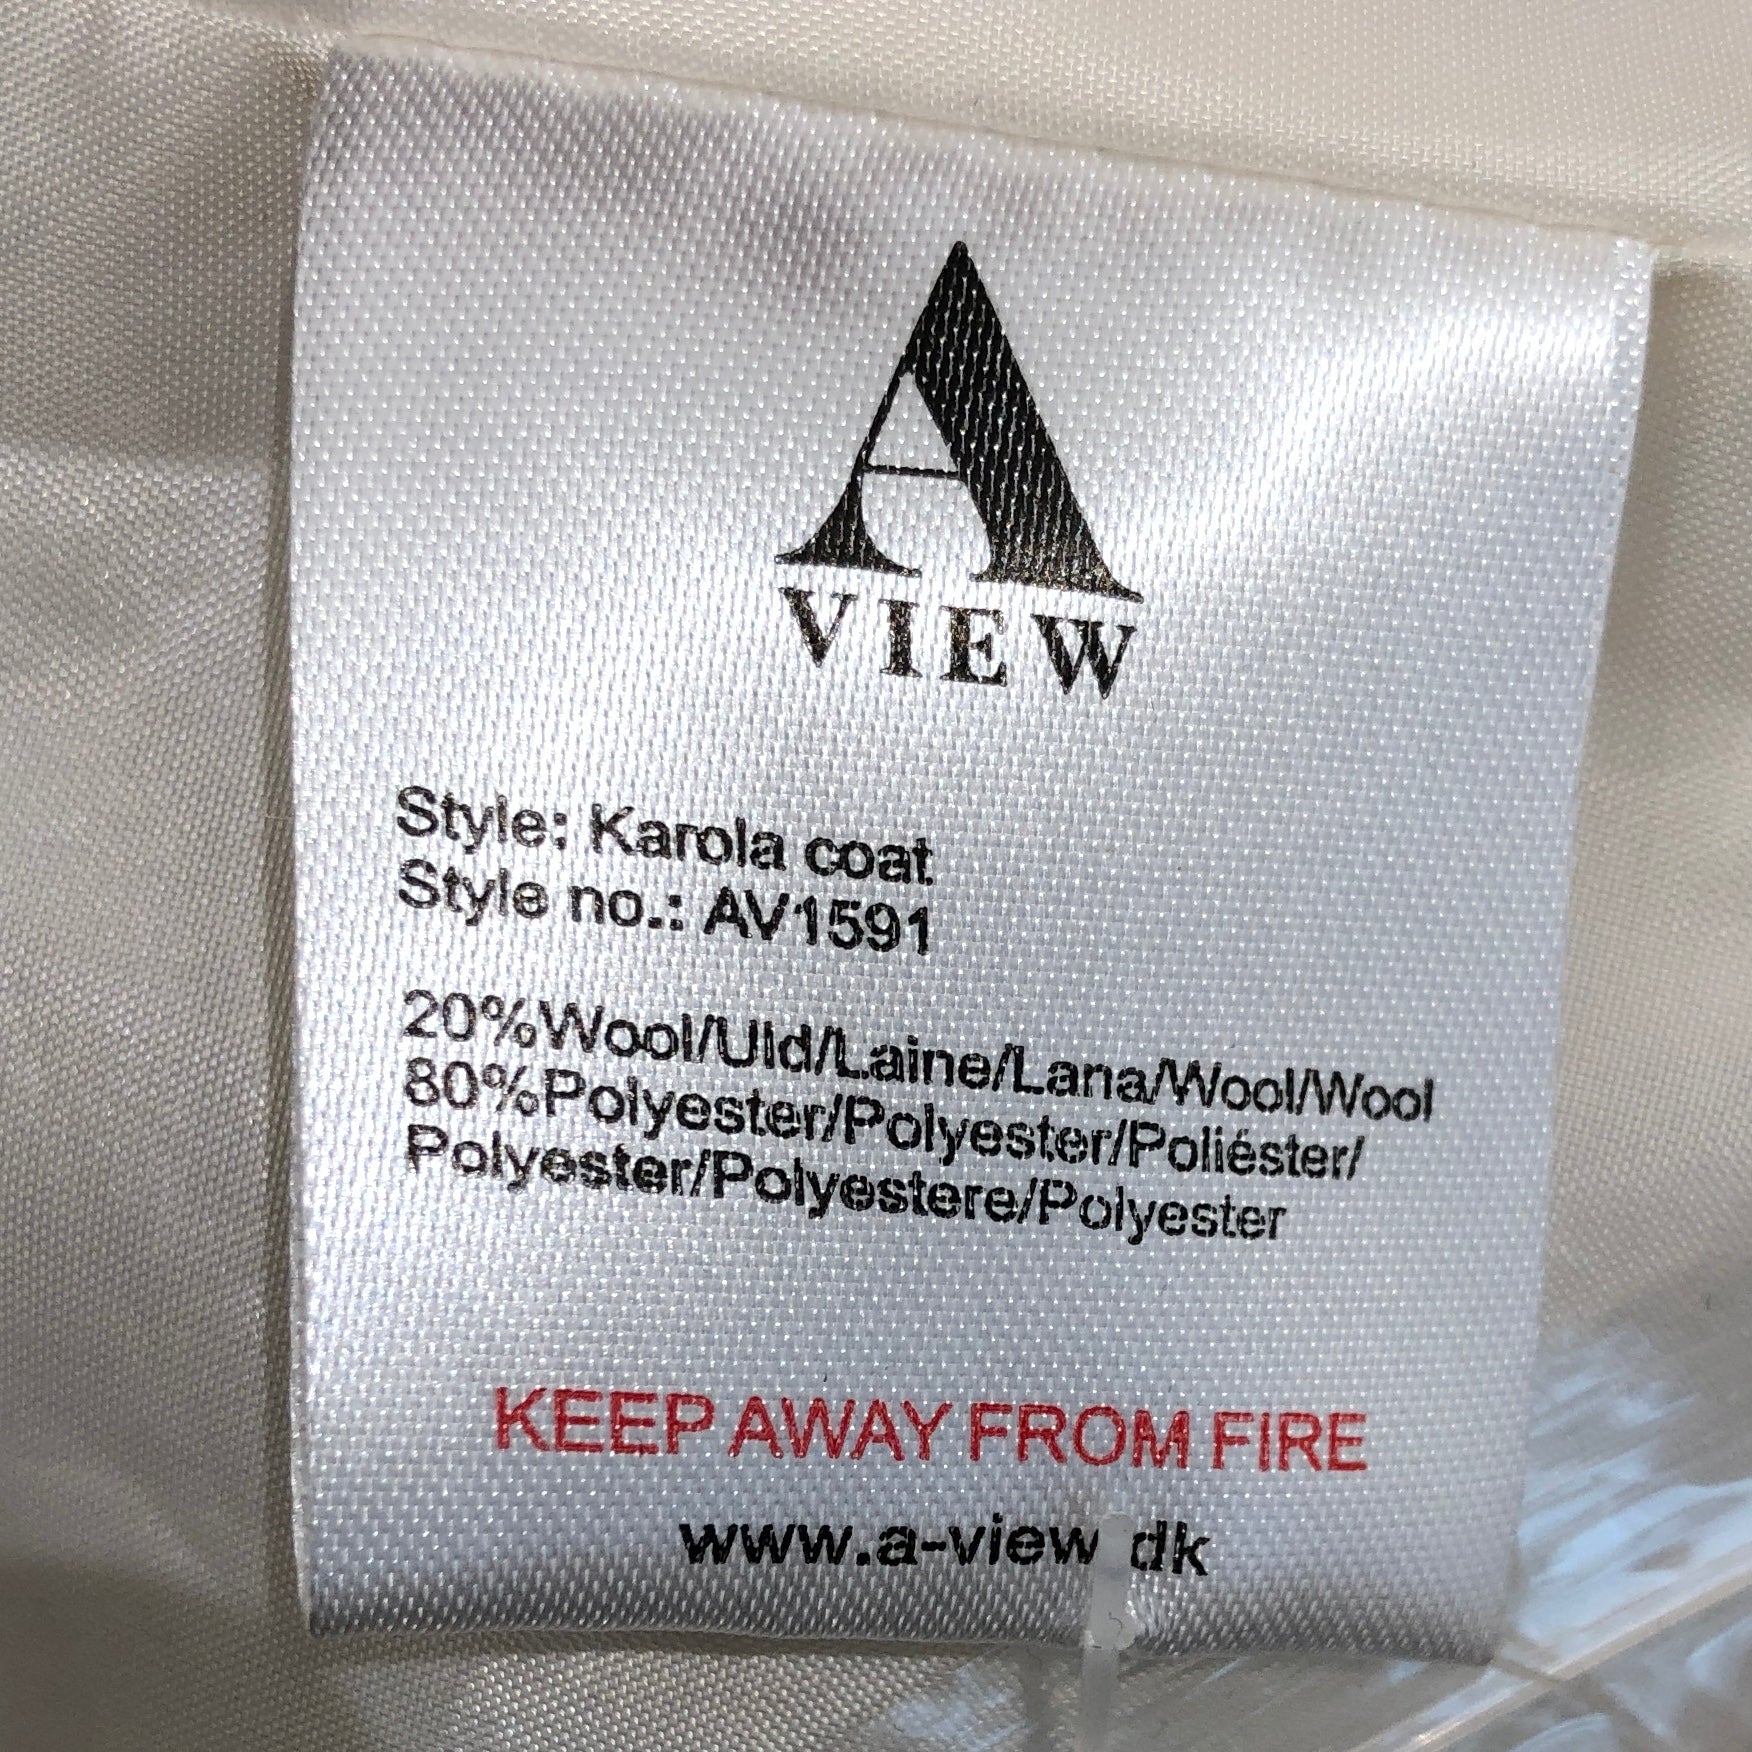 A
VIEW
Style: Karola coat
Style no.: AV1591
20%Wool/Uld/Laine/Lana/Wool/Wool
80%Polyester/Polyester/Poliéster/
Polyester/Polyestere/Polyester
KEEP AWAY FROM FIRE
www.a-view dk